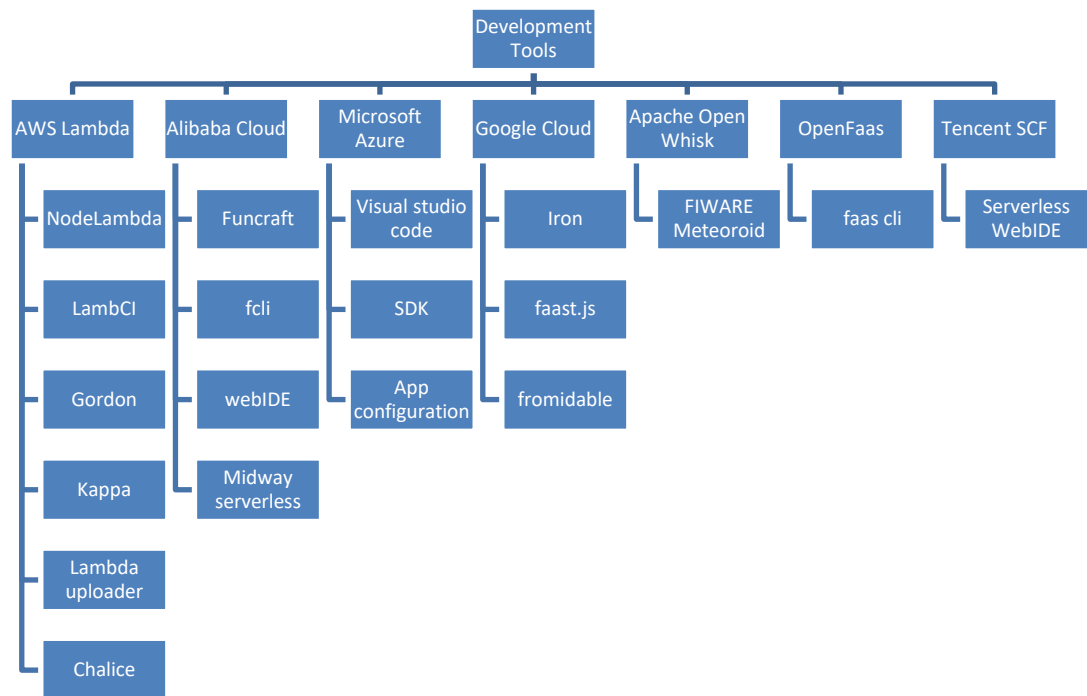 Development
Tools
AWS Lambda
Alibaba Cloud
Microsoft
Azure
Google Cloud
Apache Open
Whisk
OpenFaas
Tencent SCF
NodeLambda
LambCI
Gordon
Kappa
Lambda
uploader
Chalice
Funcraft
fcli
webIDE
Midway
serverless
Visual studio
code
SDK
App
configuration
Iron
faast.js
fromidable
FIWARE
Meteoroid
faas cli
Serverless
WebIDE